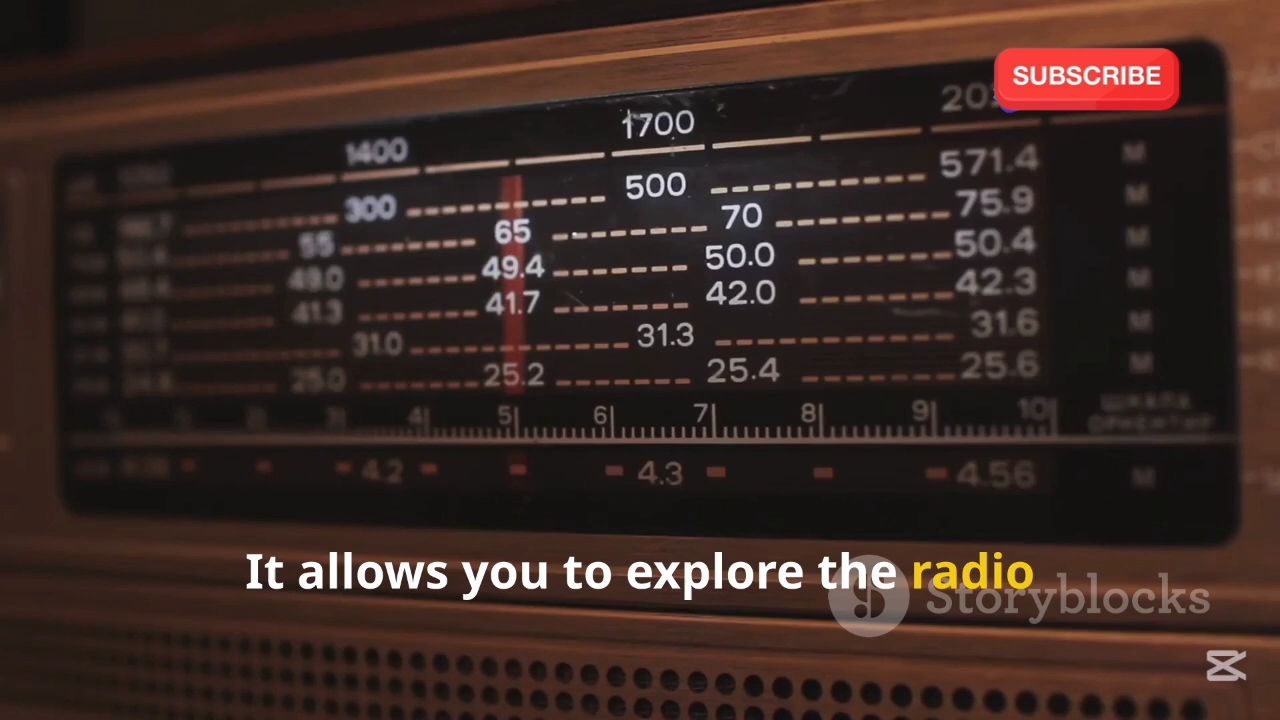 SUBSCRIBE
1400 1700
300 500 571.4
55 65 70 75.9
49.0 49.4 50.0 50.4
41.3 41.7 42.0 42.3
31.0 31.3 31.6
25.0 25.2 25.4 25.6
4 5 6 7 8 9 10
ШКАЛА
ОРИЕНТИР
4.2 4.3 4.56
It allows you to explore the radio
Storyblocks